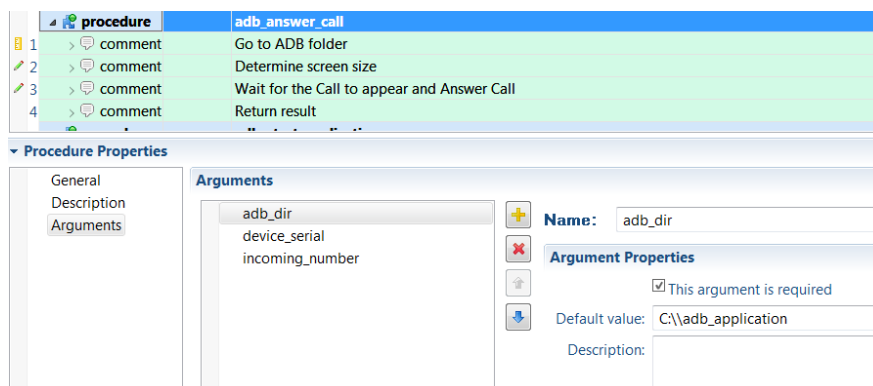 procedure adb_answer_call
1 comment Go to ADB folder
2 comment Determine screen size
3 comment Wait for the Call to appear and Answer Call
4 comment Return result
Procedure Properties
General
Description
Arguments
Arguments
adb_dir
device_serial
incoming_number
Name: adb_dir
Argument Properties
This argument is required
Default value: C:\\adb_application
Description: